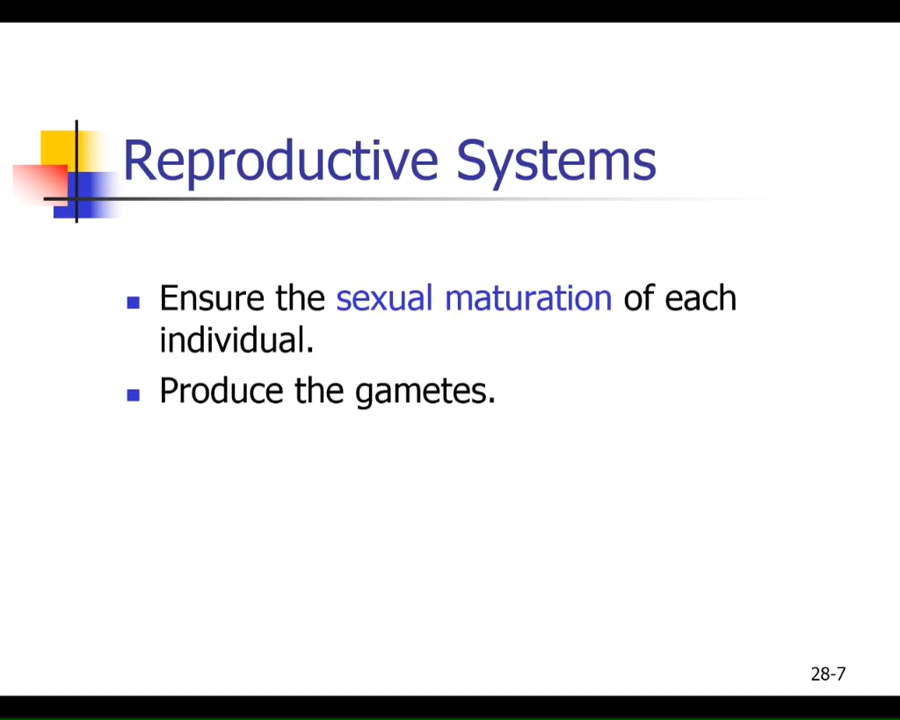 Reproductive Systems
Ensure the sexual maturation of each
individual.
Produce the gametes.
28-7